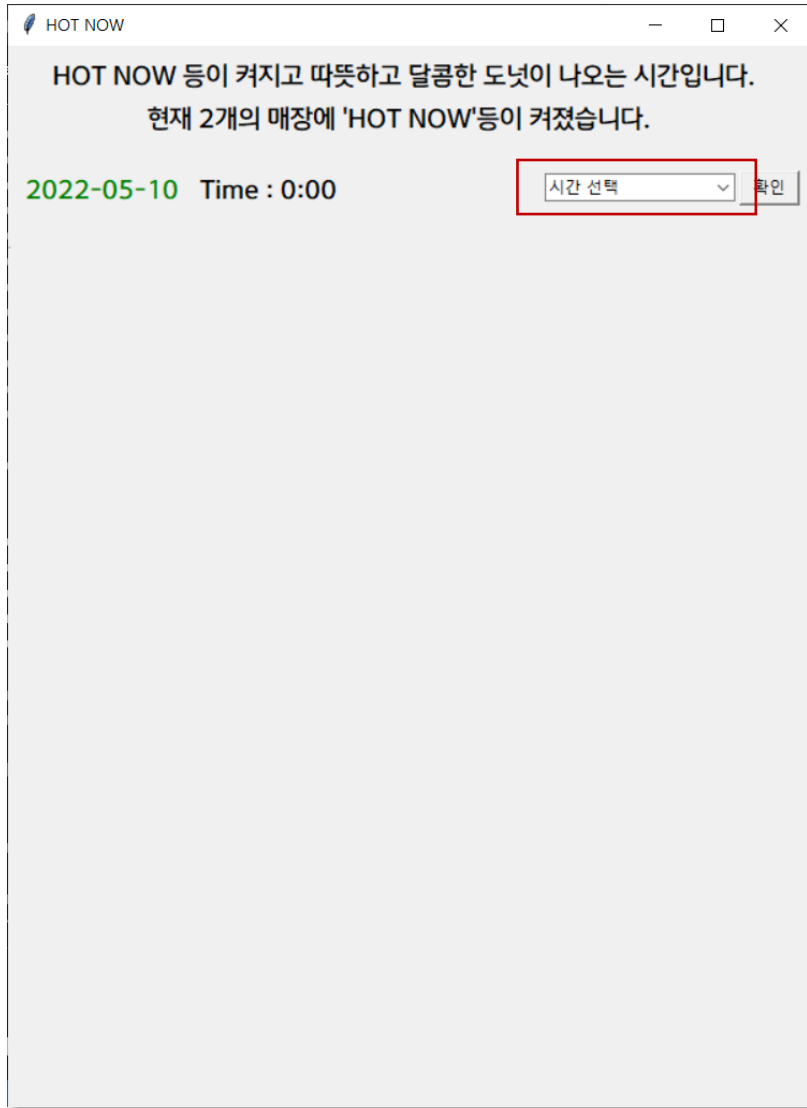 HOT NOW
HOT NOW 등이 켜지고 따뜻하고 달콤한 도넛이 나오는 시간입니다.
현재 2개의 매장에 'HOT NOW'등이 켜졌습니다.
2022-05-10 Time : 0:00 시간 선택 확인